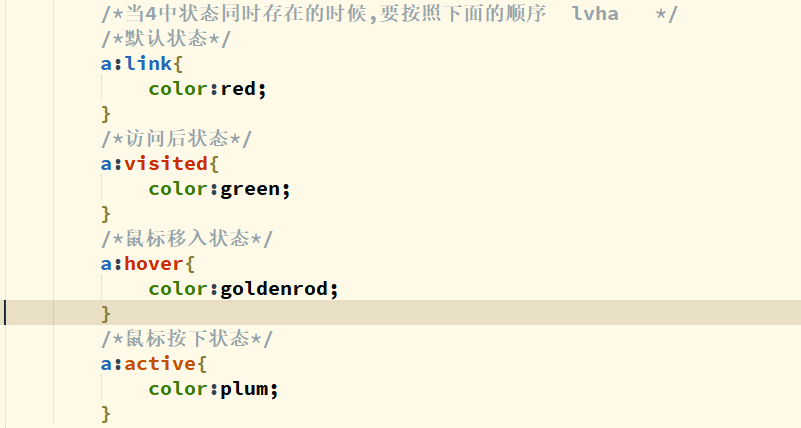 /*当4中状态同时存在的时候,要按照下面的顺序  lvha   */
/*默认状态*/
a:link{
    color:red;
}
/*访问后状态*/
a:visited{
    color:green;
}
/*鼠标移入状态*/
a:hover{
    color:goldenrod;
}
/*鼠标按下状态*/
a:active{
    color:plum;
}